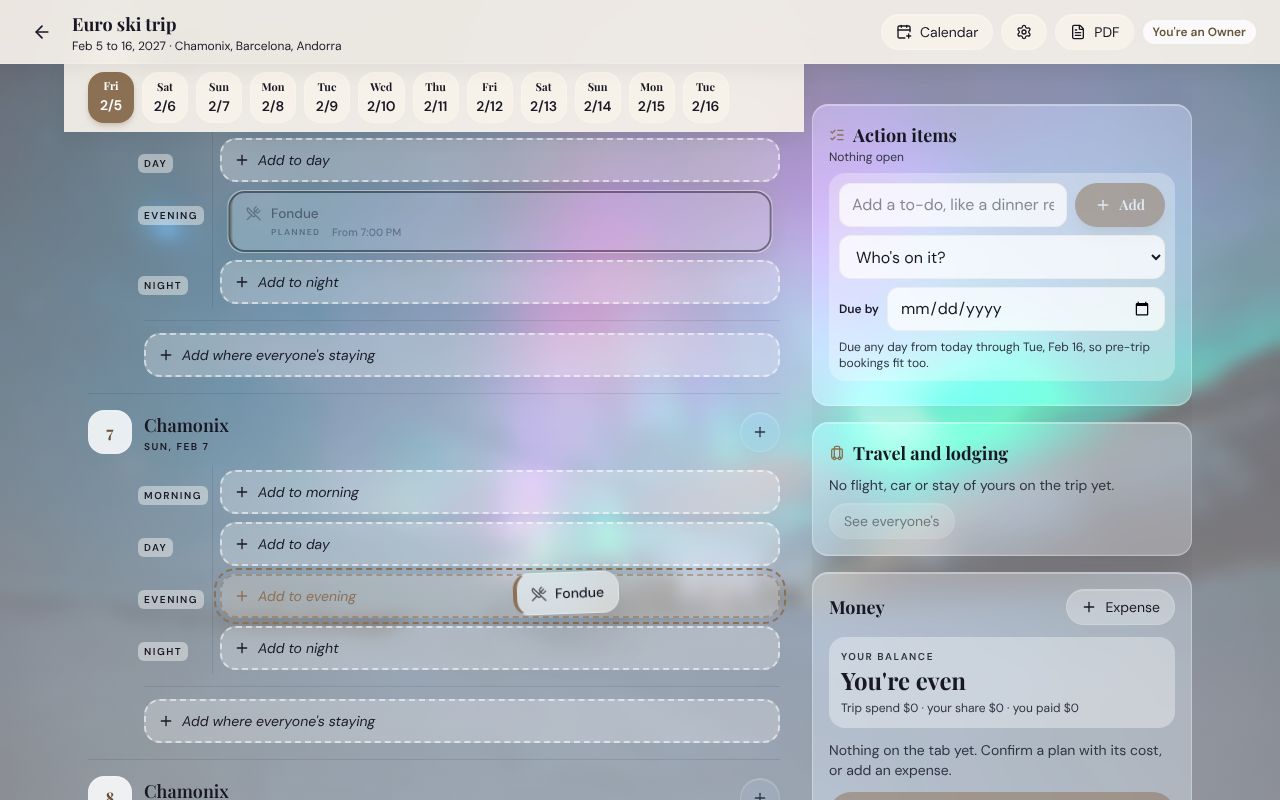 Euro ski trip
Feb 5 to 16, 2027 · Chamonix, Barcelona, Andorra
Calendar
PDF
You're an Owner
Fri 2/5
Sat 2/6
Sun 2/7
Mon 2/8
Tue 2/9
Wed 2/10
Thu 2/11
Fri 2/12
Sat 2/13
Sun 2/14
Mon 2/15
Tue 2/16
DAY
+ Add to day
EVENING
Fondue
PLANNED From 7:00 PM
NIGHT
+ Add to night
+ Add where everyone's staying
7
Chamonix
SUN, FEB 7
+
MORNING
+ Add to morning
DAY
+ Add to day
EVENING
+ Add to evening
Fondue
NIGHT
+ Add to night
+ Add where everyone's staying
8
Chamonix
+
Action items
Nothing open
Add a to-do, like a dinner re
+ Add
Who's on it?
Due by
mm/dd/yyyy
Due any day from today through Tue, Feb 16, so pre-trip
bookings fit too.
Travel and lodging
No flight, car or stay of yours on the trip yet.
See everyone's
Money
+ Expense
YOUR BALANCE
You're even
Trip spend $0 · your share $0 · you paid $0
Nothing on the tab yet. Confirm a plan with its cost,
or add an expense.